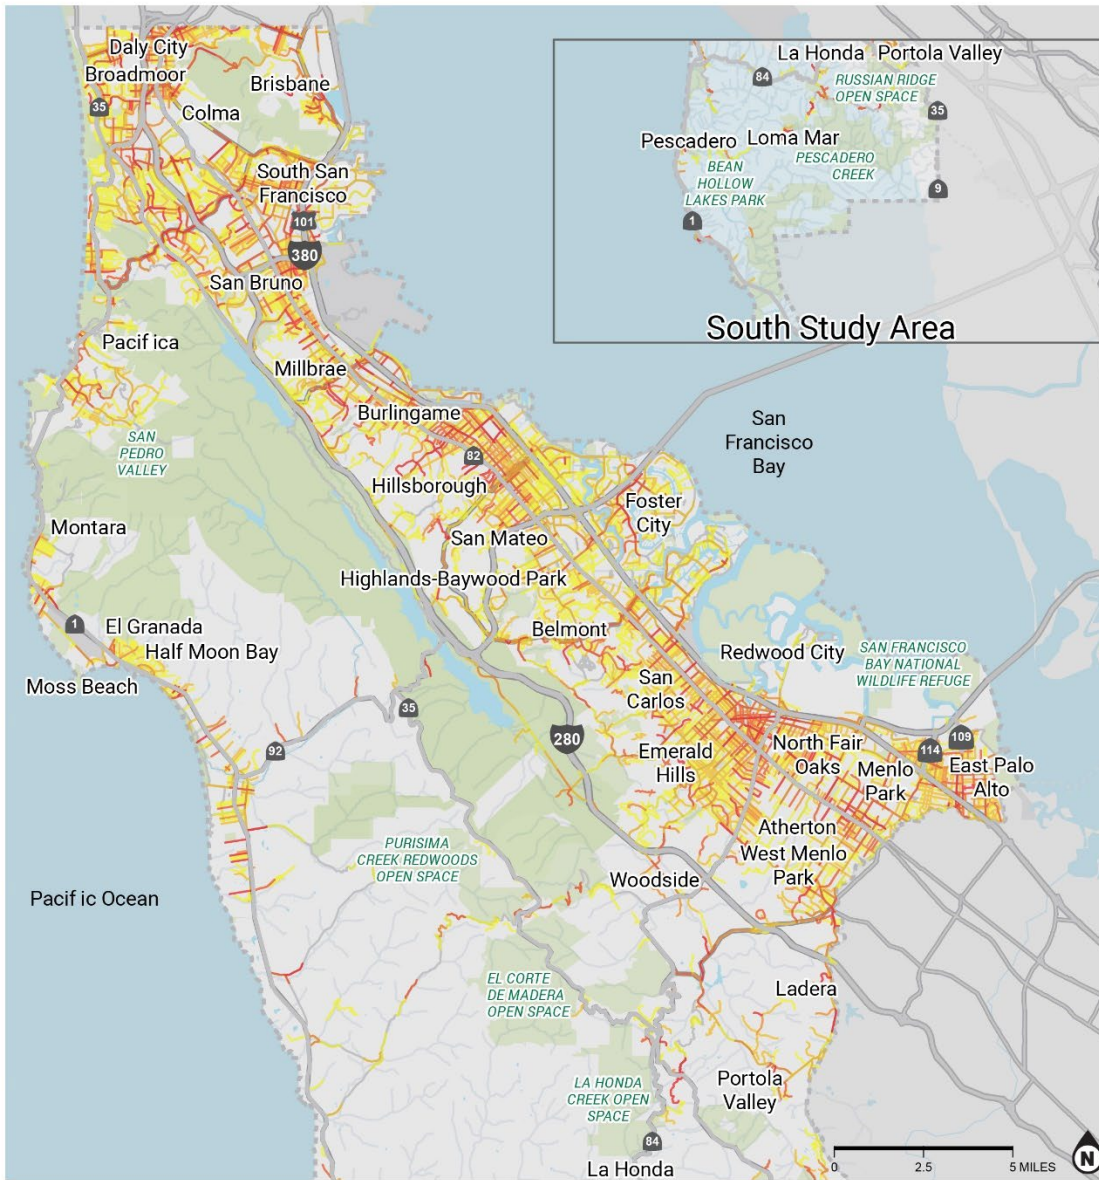 Daly City
Broadmoor
Brisbane
35
Colma
South San
Francisco
101
380
San Bruno
Pacif ica
Millbrae
Burlingame
SAN
PEDRO
VALLEY
82
Hillsborough
Foster
City
San
Francisco
Bay
Montara
San Mateo
Highlands-Baywood Park
1
El Granada
Half Moon Bay
Belmont
Redwood City
SAN FRANCISCO
BAY NATIONAL
WILDLIFE REFUGE
Moss Beach
San
Carlos
35
92
280
Emerald
Hills
North Fair
Oaks
Menlo
Park
114
109
East Palo
Alto
Atherton
West Menlo
Park
PURISIMA
CREEK REDWOODS
OPEN SPACE
Woodside
Pacif ic Ocean
EL CORTE
DE MADERA
OPEN SPACE
Ladera
LA HONDA
CREEK OPEN
SPACE
Portola
Valley
84
La Honda
0
2.5
5 MILES
N
La Honda
Portola Valley
84
RUSSIAN RIDGE
OPEN SPACE
35
Pescadero
Loma Mar
BEAN
HOLLOW
LAKES PARK
PESCADERO
CREEK
9
1
South Study Area